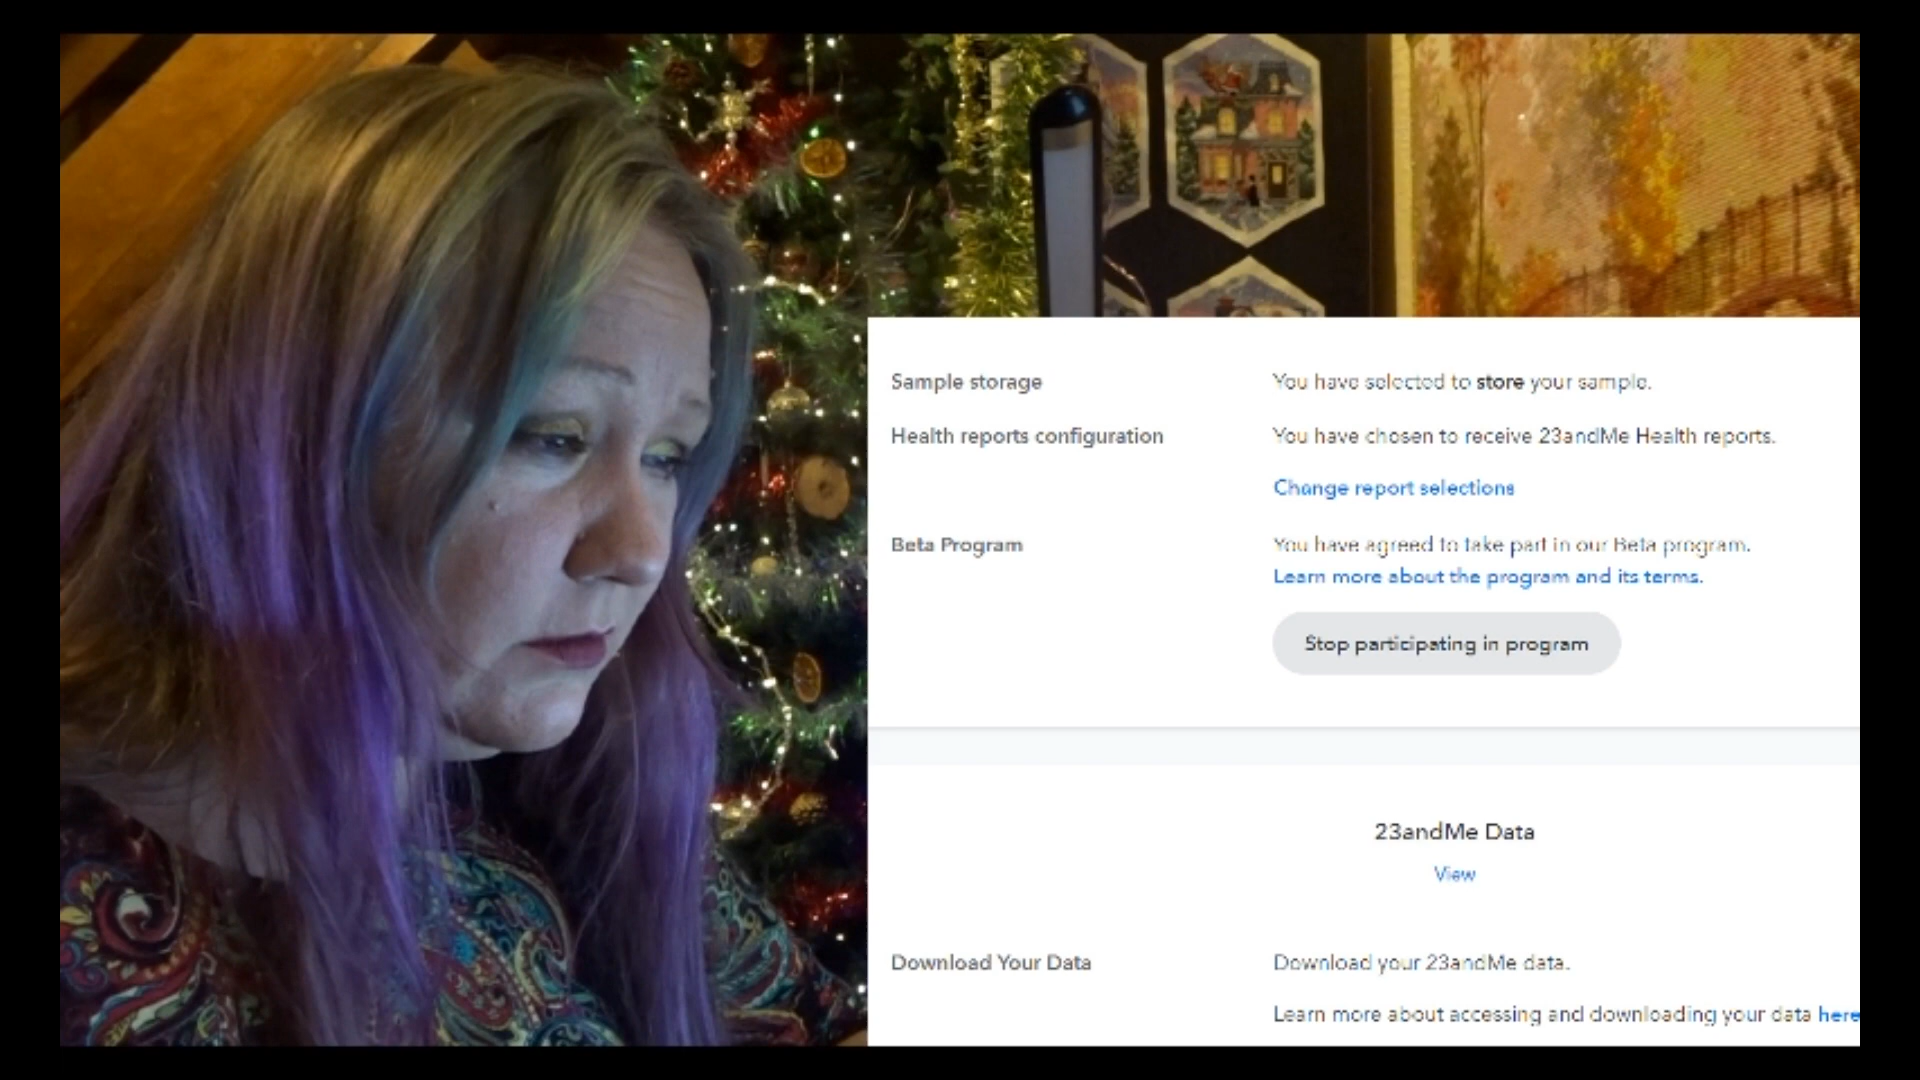 Sample storage
You have selected to store your sample.
Health reports configuration
You have chosen to receive 23andMe Health reports.
Change report selections
Beta Program
You have agreed to take part in our Beta program.
Learn more about the program and its terms.
Stop participating in program
23andMe Data
View
Download Your Data
Download your 23andMe data.
Learn more about accessing and downloading your data here